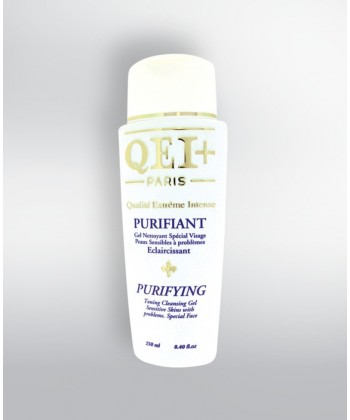 QEI+
PARIS
Qualité Extrême Intense
PURIFIANT
Gel Nettoyant Spécial Visage
Peaux Sensibles à problèmes
Eclaircissant
PURIFYING
Toning Cleansing Gel
Sensitive Skins with
problems. Special Face
250 ml 8.40 fl.oz